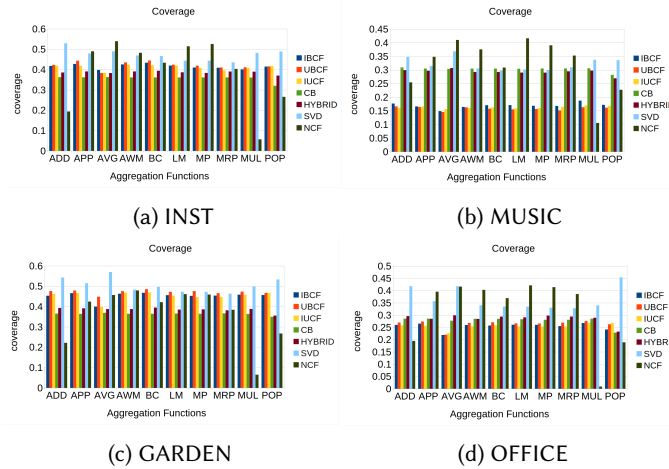 Coverage
coverage
0.6
0.5
0.4
0.3
0.2
0.1
0
ADD APP AVG AWM BC LM MP MRP MUL POP
Aggregation Functions
IBCF
UBCF
IUCF
CB
HYBRID
SVD
NCF
(a) INST
Coverage
coverage
0.45
0.4
0.35
0.3
0.25
0.2
0.15
0.1
0.05
0
ADD APP AVG AWM BC LM MP MRP MUL POP
Aggregation Functions
IBCF
UBCF
IUCF
CB
HYBRID
SVD
NCF
(b) MUSIC
Coverage
coverage
0.6
0.5
0.4
0.3
0.2
0.1
0
ADD APP AVG AWM BC LM MP MRP MUL POP
Aggregation Functions
IBCF
UBCF
IUCF
CB
HYBRID
SVD
NCF
(c) GARDEN
Coverage
coverage
0.5
0.45
0.4
0.35
0.3
0.25
0.2
0.15
0.1
0.05
0
ADD APP AVG AWM BC LM MP MRP MUL POP
Aggregation Functions
IBCF
UBCF
IUCF
CB
HYBRID
SVD
NCF
(d) OFFICE